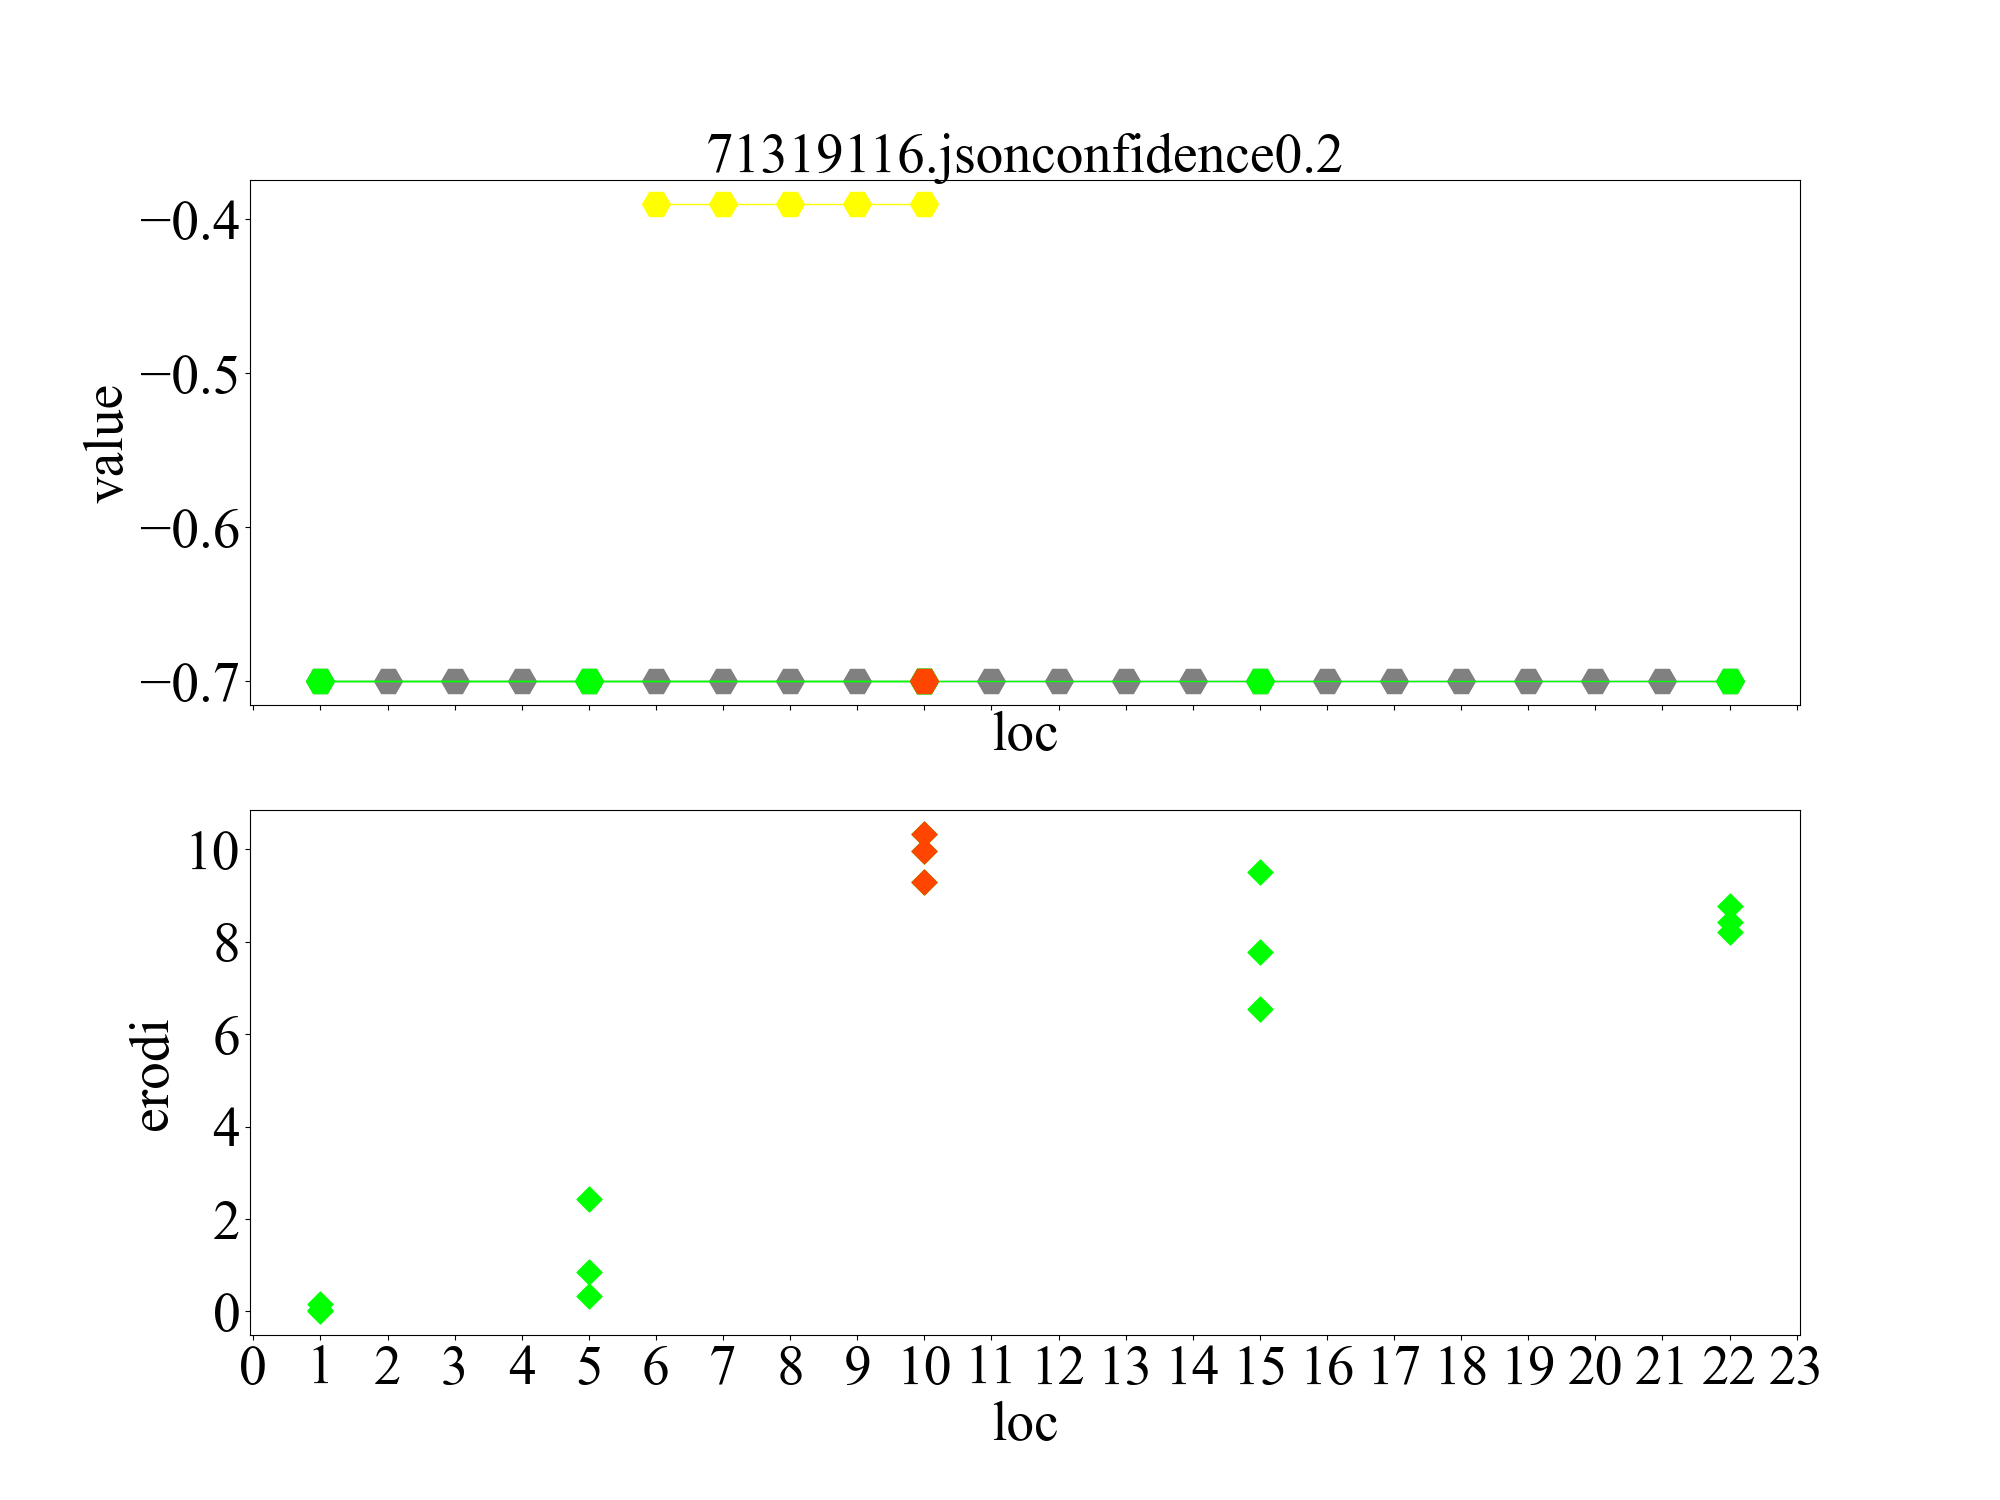 71319116.jsonconfidence0.2
−0.4
−0.5
−0.6
−0.7
value
loc
10
8
6
4
2
0
erodi
0 1 2 3 4 5 6 7 8 9 10 11 12 13 14 15 16 17 18 19 20 21 22 23
loc